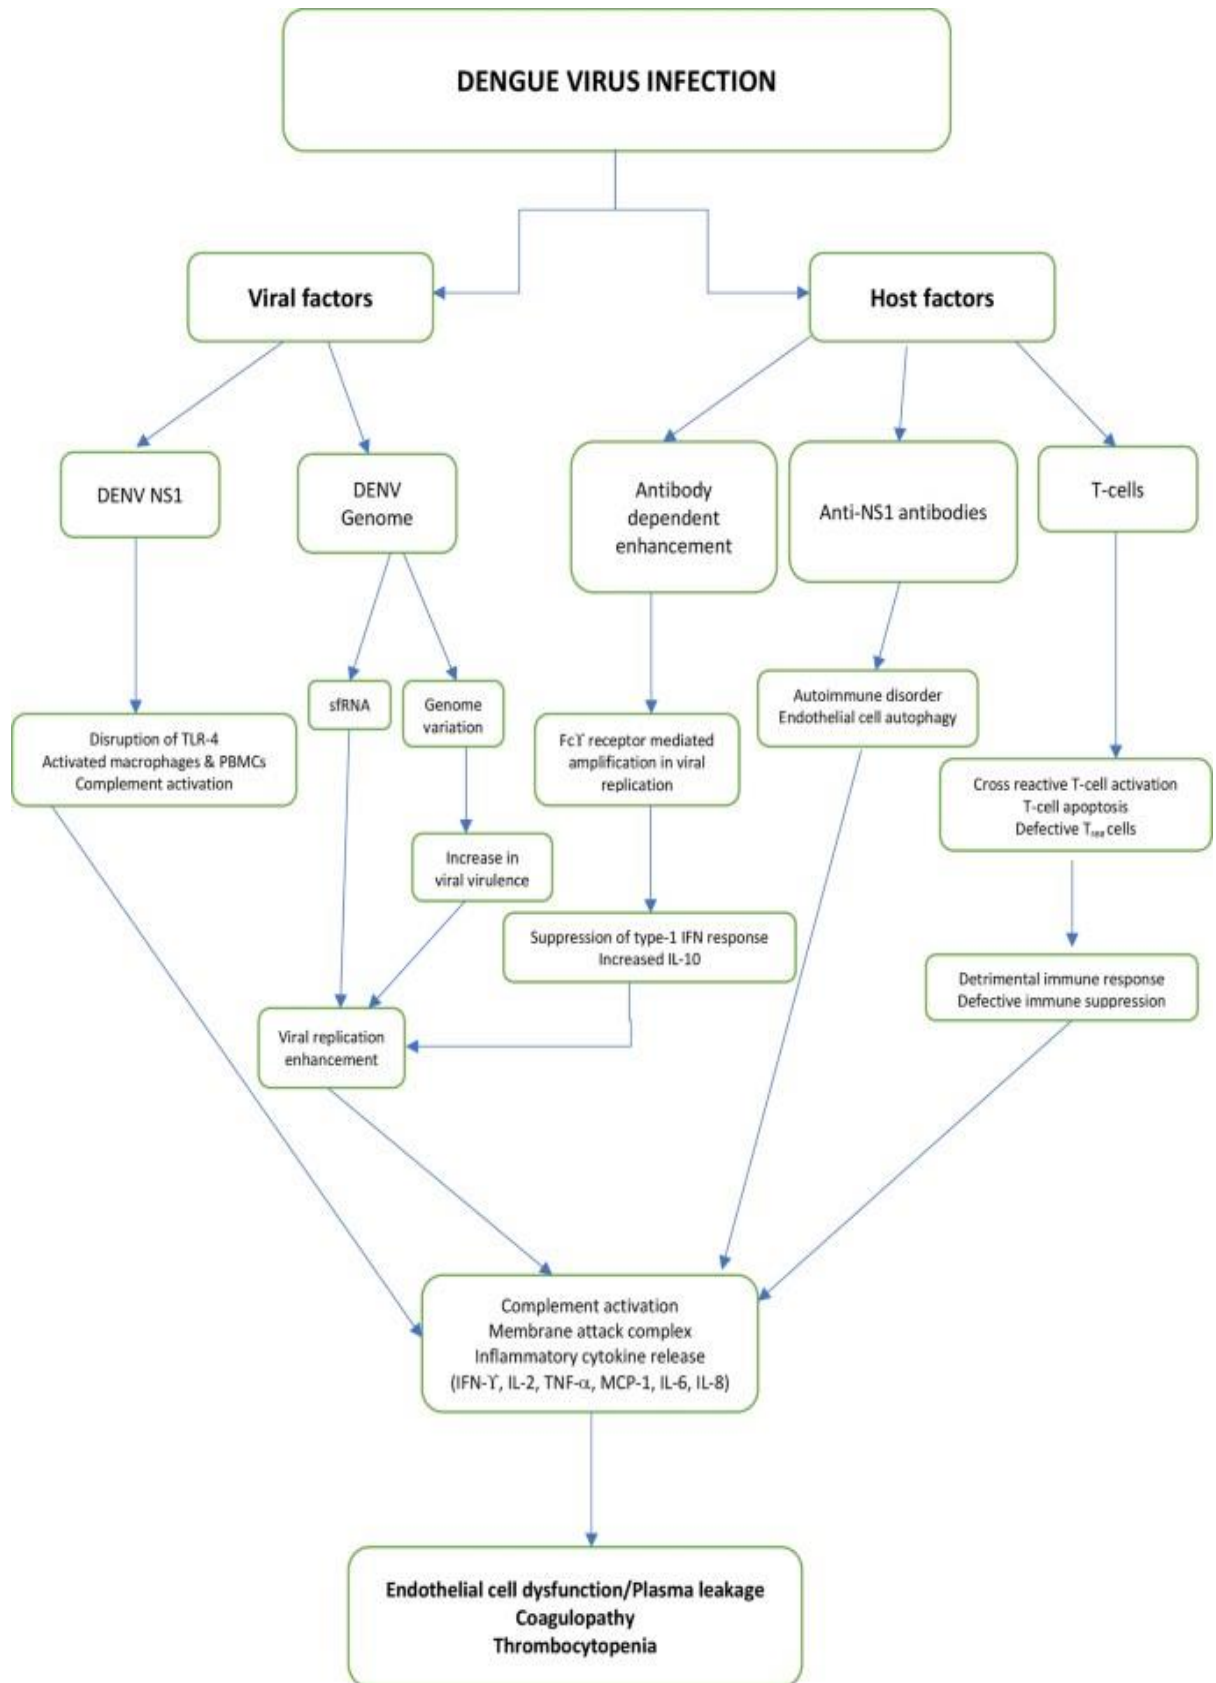 DENGUE VIRUS INFECTION
Viral factors
Host factors
DENV NS1
DENV
Genome
Antibody
dependent
enhancement
Anti-NS1 antibodies
T-cells
sfRNA
Genome
variation
Autoimmune disorder
Endothelial cell autophagy
Disruption of TLR-4
Activated macrophages & PBMCs
Complement activation
Fcϒ receptor mediated
amplification in viral
replication
Cross reactive T-cell activation
T-cell apoptosis
Defective Treg cells
Increase in
viral virulence
Suppression of type-1 IFN response
Increased IL-10
Detrimental immune response
Defective immune suppression
Viral replication
enhancement
Complement activation
Membrane attack complex
Inflammatory cytokine release
(IFN-ϒ, IL-2, TNF-α, MCP-1, IL-6, IL-8)
Endothelial cell dysfunction/Plasma leakage
Coagulopathy
Thrombocytopenia